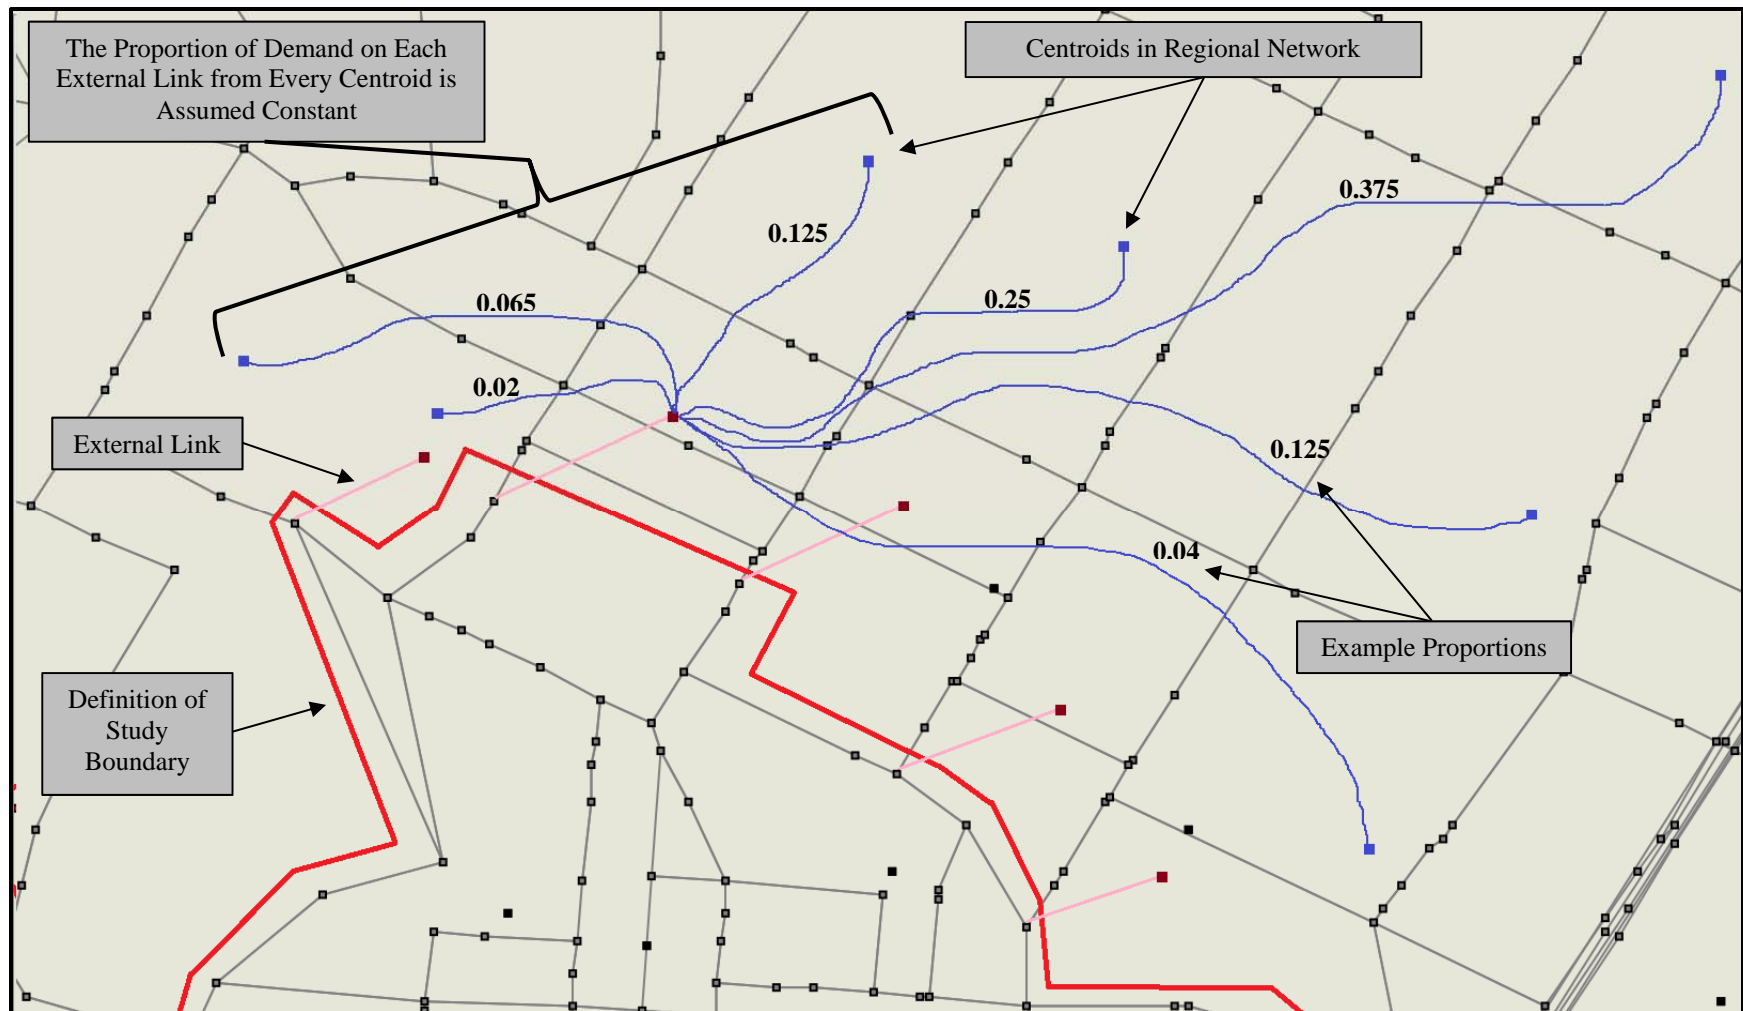 The Proportion of Demand on Each
External Link from Every Centroid is
Assumed Constant
Centroids in Regional Network
0.375
0.125
0.25
0.065
0.02
External Link
0.125
0.04
Example Proportions
Definition of
Study
Boundary